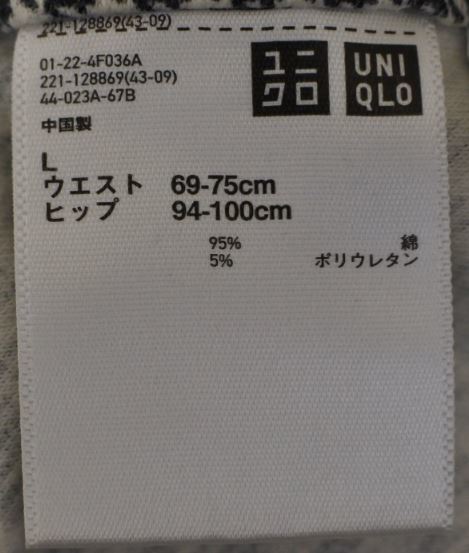 221-128869(43-09)
01-22-4F036A
221-128869(43-09)
44-023A-67B
中国製
ユニ
クロ
UNI
QLO
L
ウエスト 69-75cm
ヒップ 94-100cm
95% 綿
5% ポリウレタン